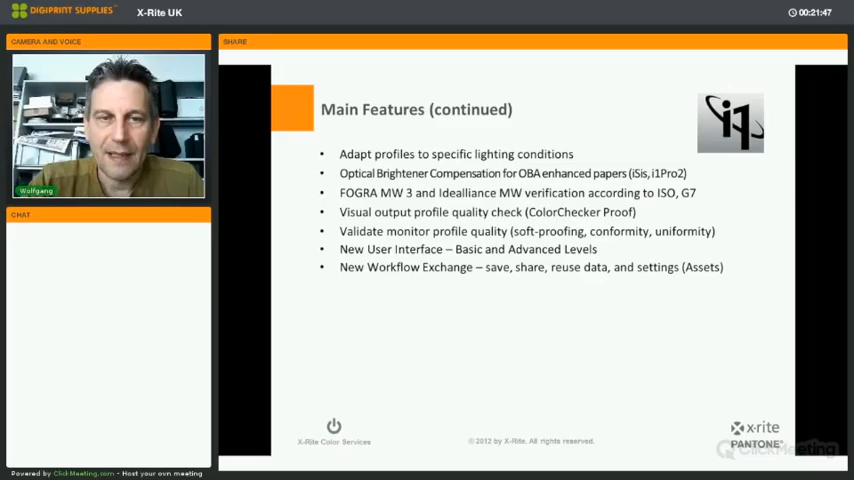 DIGIPRINT SUPPLIES™
X-Rite UK
00:21:47
CAMERA AND VOICE
SHARE
Wolfgang
CHAT
Main Features (continued)
i1
• Adapt profiles to specific lighting conditions
• Optical Brightener Compensation for OBA enhanced papers (iSis, i1Pro2)
• FOGRA MW 3 and Idealliance MW verification according to ISO, G7
• Visual output profile quality check (ColorChecker Proof)
• Validate monitor profile quality (soft-proofing, conformity, uniformity)
• New User Interface – Basic and Advanced Levels
• New Workflow Exchange – save, share, reuse data, and settings (Assets)
X-Rite Color Services
© 2012 by X-Rite. All rights reserved.
x·rite
PANTONE®
ClickMeeting
Powered by ClickMeeting.com - Host your own meeting